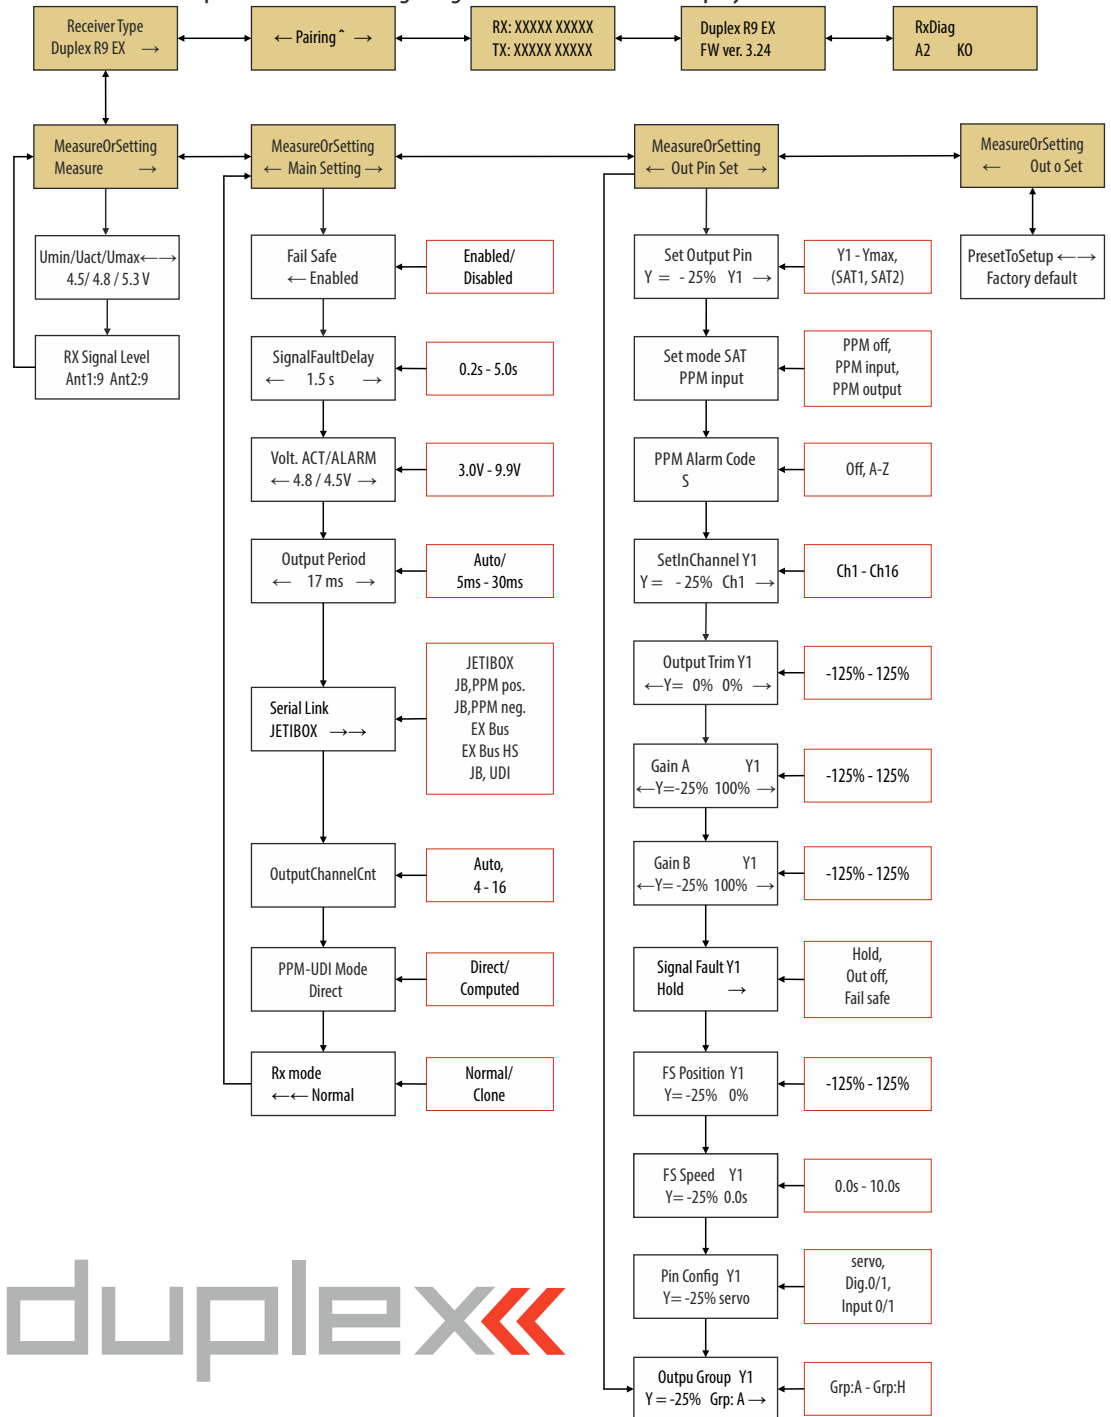 Receiver Type
Duplex R9 EX →
← Pairing ˆ →
RX: XXXXX XXXXX
TX: XXXXX XXXXX
Duplex R9 EX
FW ver. 3.24
RxDiag
A2 KO
MeasureOrSetting
Measure →
MeasureOrSetting
← Main Setting →
MeasureOrSetting
← Out Pin Set →
MeasureOrSetting
← Out o Set
Umin/Uact/Umax←→
4.5/ 4.8 / 5.3 V
RX Signal Level
Ant1:9 Ant2:9
Fail Safe
← Enabled
Enabled/
Disabled
SignalFaultDelay
← 1.5 s →
0.2s - 5.0s
Volt. ACT/ALARM
← 4.8 / 4.5V →
3.0V - 9.9V
Output Period
← 17 ms →
Auto/
5ms - 30ms
Serial Link
JETIBOX →→
JETIBOX
JB,PPM pos.
JB,PPM neg.
EX Bus
EX Bus HS
JB, UDI
OutputChannelCnt
Auto,
4 - 16
PPM-UDI Mode
Direct
Direct/
Computed
Rx mode
←← Normal
Normal/
Clone
Set Output Pin
Y = - 25% Y1 →
Y1 - Ymax,
(SAT1, SAT2)
Set mode SAT
PPM input
PPM off,
PPM input,
PPM output
PPM Alarm Code
S
Off, A-Z
SetInChannel Y1
Y = - 25% Ch1 →
Ch1 - Ch16
Output Trim Y1
←Y= 0% 0% →
-125% - 125%
Gain A Y1
←Y=-25% 100% →
-125% - 125%
Gain B Y1
←Y=-25% 100% →
-125% - 125%
Signal Fault Y1
Hold →
Hold,
Out off,
Fail safe
FS Position Y1
Y= -25% 0%
-125% - 125%
FS Speed Y1
Y= -25% 0.0s
0.0s - 10.0s
Pin Config Y1
Y= -25% servo
servo,
Dig.0/1,
Input 0/1
Outpu Group Y1
Y = -25% Grp: A →
Grp:A - Grp:H
PresetToSetup ←→
Factory default
duplex